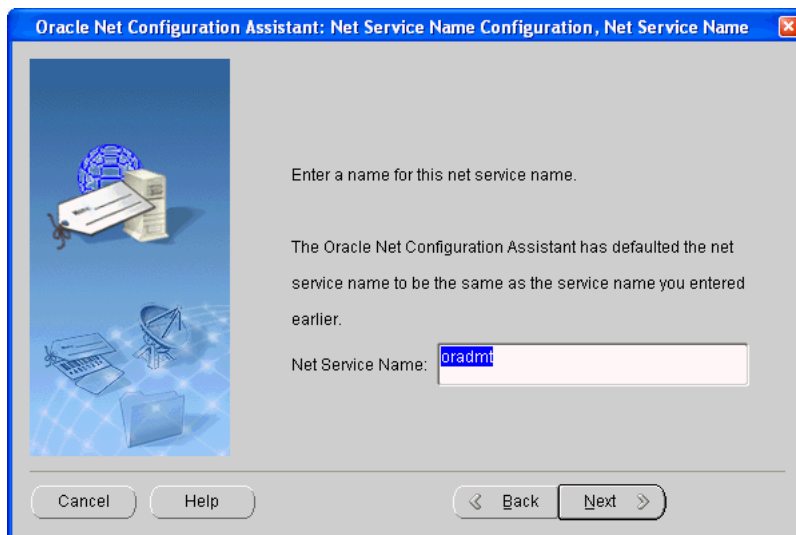 Oracle Net Configuration Assistant: Net Service Name Configuration, Net Service Name
Enter a name for this net service name.
The Oracle Net Configuration Assistant has defaulted the net
service name to be the same as the service name you entered
earlier.
Net Service Name: oradmt
Cancel Help Back Next